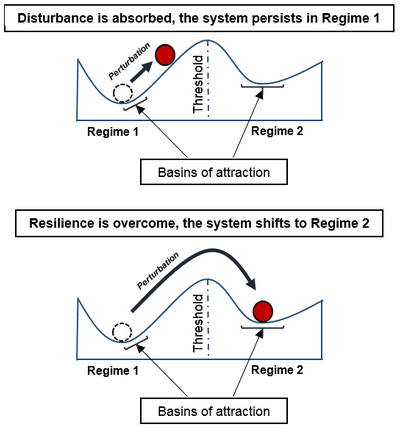 Disturbance is absorbed, the system persists in Regime 1
Perturbation
Threshold
Regime 1
Regime 2
Basins of attraction
Resilience is overcome, the system shifts to Regime 2
Perturbation
Threshold
Regime 1
Regime 2
Basins of attraction